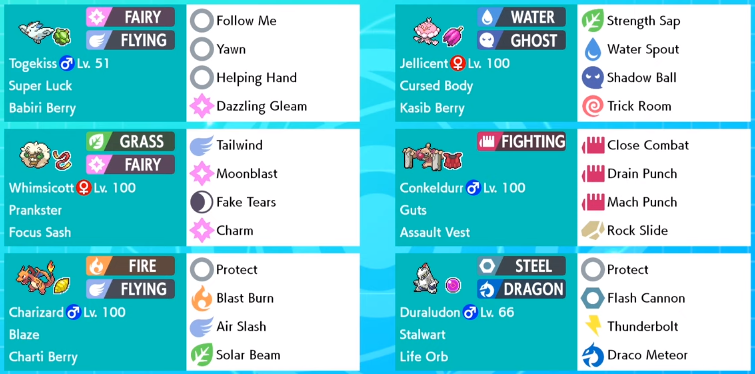 FAIRY
FLYING
Togekiss Lv. 51
Super Luck
Babiri Berry
Follow Me
Yawn
Helping Hand
Dazzling Gleam
WATER
GHOST
Jellicent Lv. 100
Cursed Body
Kasib Berry
Strength Sap
Water Spout
Shadow Ball
Trick Room
GRASS
FAIRY
Whimsicott Lv. 100
Prankster
Focus Sash
Tailwind
Moonblast
Fake Tears
Charm
FIGHTING
Conkeldurr Lv. 100
Guts
Assault Vest
Close Combat
Drain Punch
Mach Punch
Rock Slide
FIRE
FLYING
Charizard Lv. 100
Blaze
Charti Berry
Protect
Blast Burn
Air Slash
Solar Beam
STEEL
DRAGON
Duraludon Lv. 66
Stalwart
Life Orb
Protect
Flash Cannon
Thunderbolt
Draco Meteor